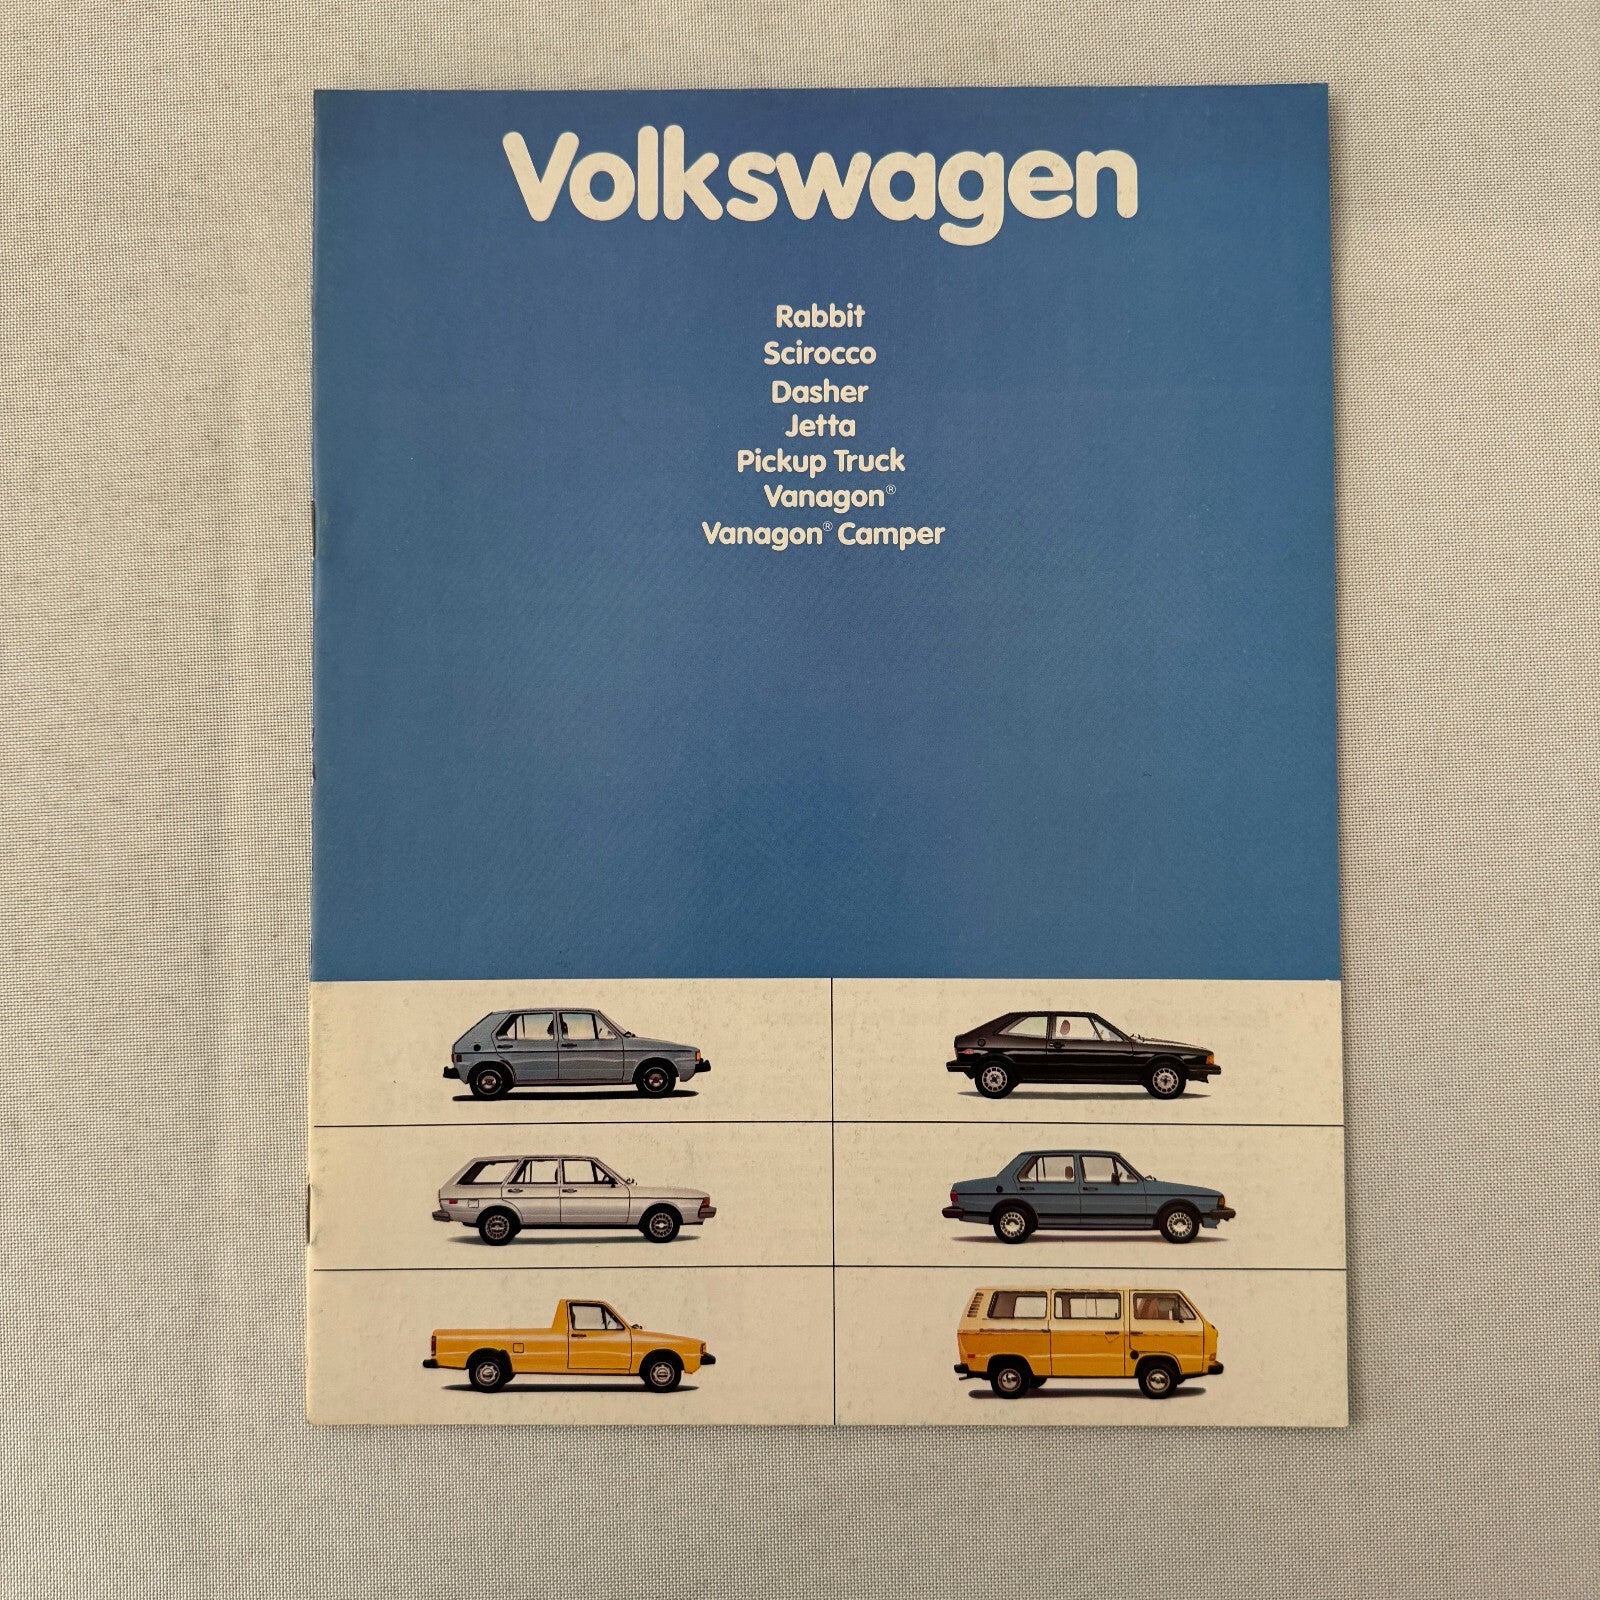 Volkswagen
Rabbit
Scirocco
Dasher
Jetta
Pickup Truck
Vanagon®
Vanagon® Camper